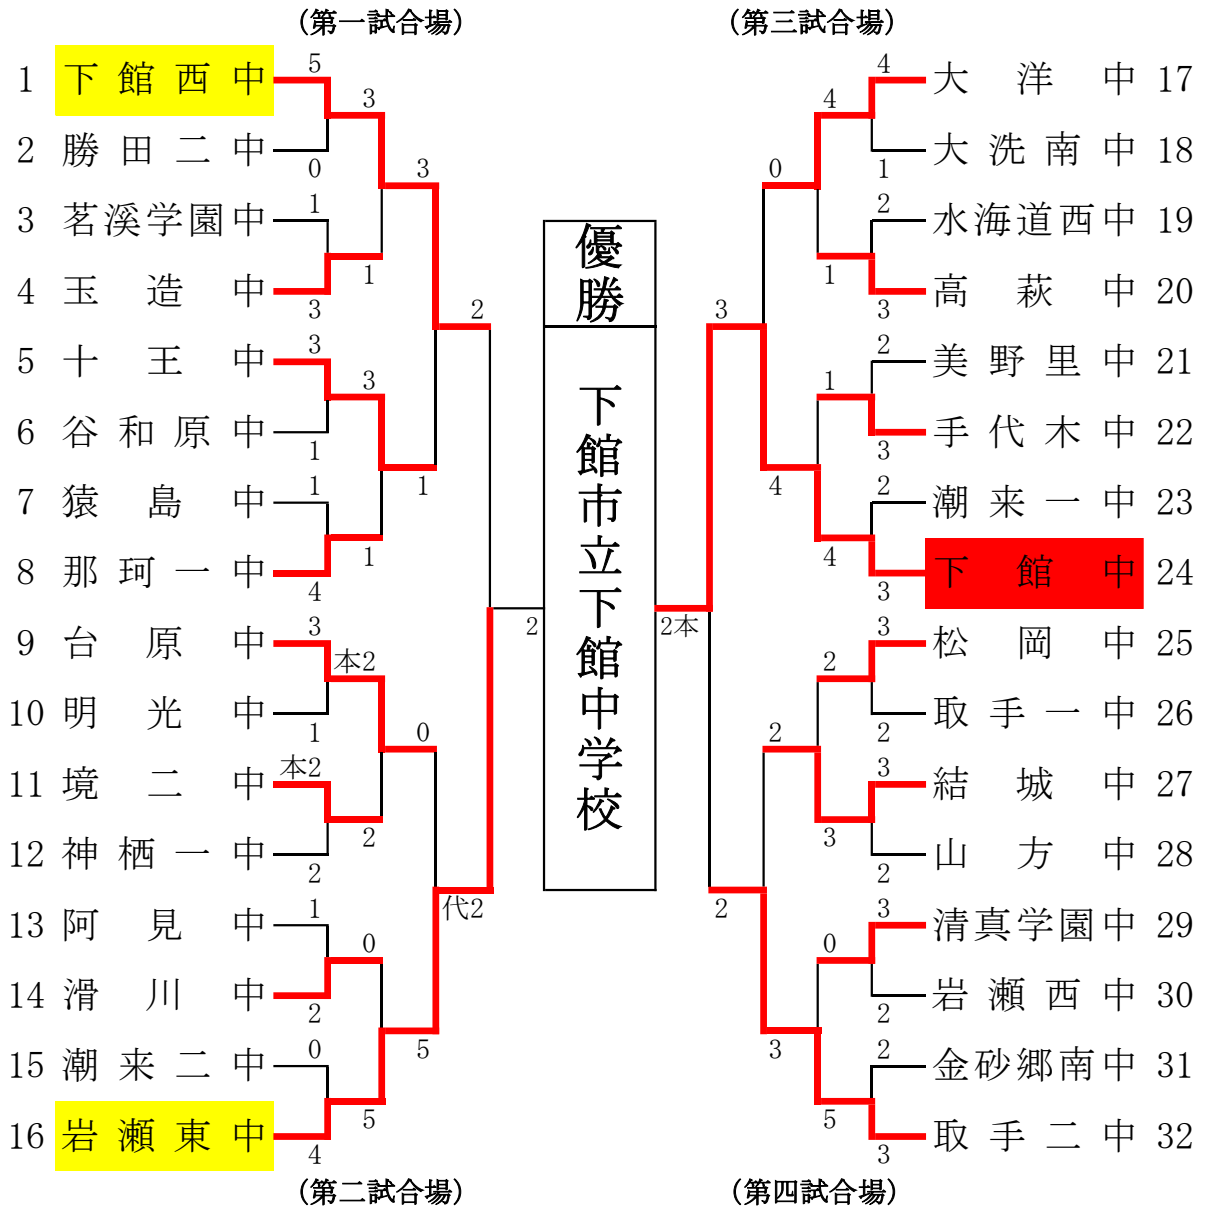 (第一試合場)
(第三試合場)
1 下館西中 5
3
2 勝田二中 0
3
3 茗溪学園中 1
1
4 玉造中 3
2
5 十王中 3
3
6 谷和原中 1
1
7 猿島中 1
1
8 那珂一中 4
2
9 台原中 3
本2
10 明光中 1
0
11 境二中 本2
2
12 神栖一中 2
代2
13 阿見中 1
0
14 滑川中 2
5
15 潮来二中 0
5
16 岩瀬東中 4
優勝
下館市立下館中学校
4 大洋中 17
4
1 大洗南中 18
0
2 水海道西中 19
1
3 高萩中 20
3
2 美野里中 21
1
3 手代木中 22
4
2 潮来一中 23
4
3 下館中 24
2本
3 松岡中 25
2
2 取手一中 26
2
3 結城中 27
3
2 山方中 28
2
3 清真学園中 29
0
2 岩瀬西中 30
3
2 金砂郷南中 31
5
3 取手二中 32
(第二試合場)
(第四試合場)